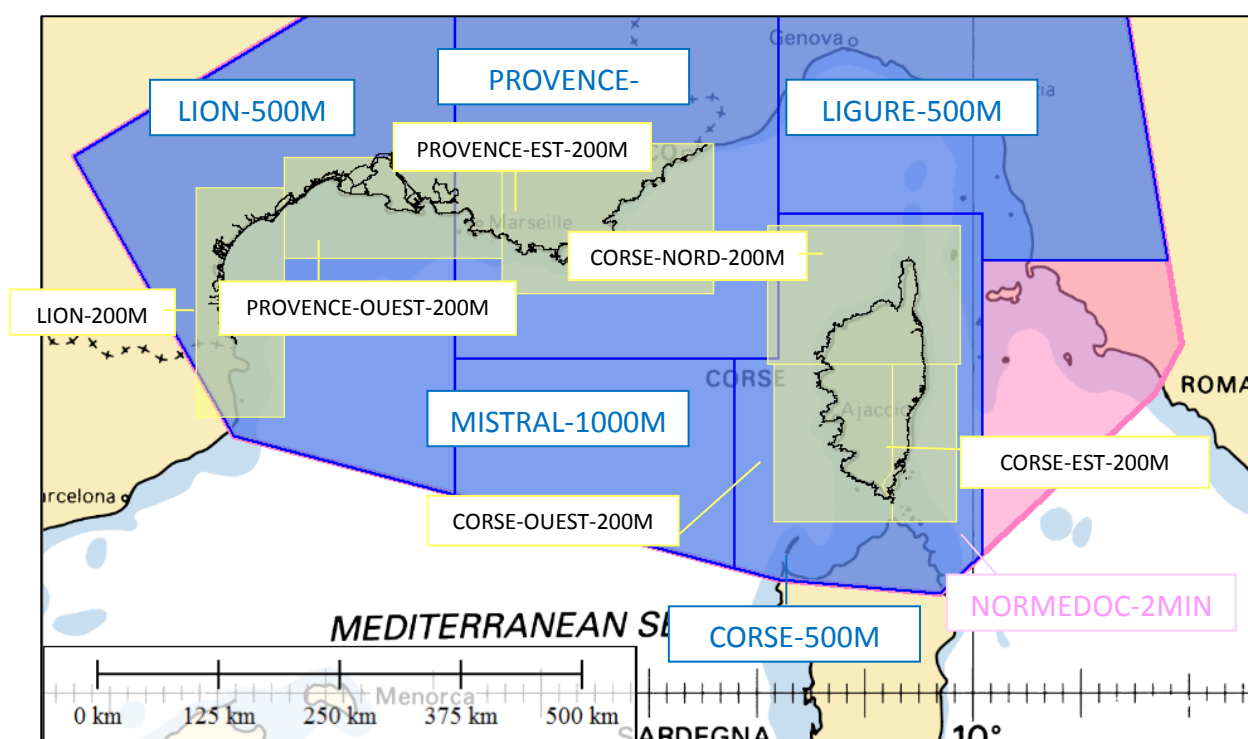 Genova
PROVENCE-
LION-500M
LIGURE-500M
PROVENCE-EST-200M
Marseille
CORSE-NORD-200M
LION-200M
PROVENCE-OUEST-200M
CORSE
ROMA
Ajaccio
MISTRAL-1000M
CORSE-EST-200M
arcelona
CORSE-OUEST-200M
NORMEDOC-2MIN
MEDITERRANEAN SE
CORSE-500M
Menorca
0 km 125 km 250 km 375 km 500 km
SARDEGNA
10°